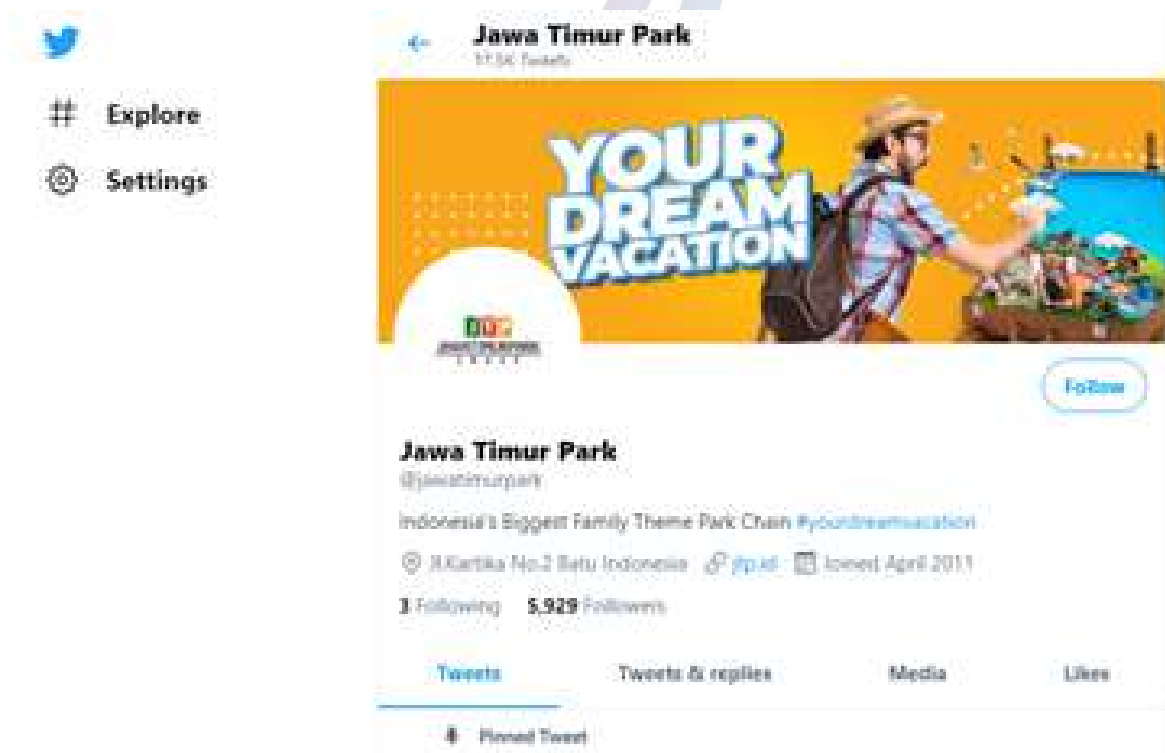 Explore
Settings
Jawa Timur Park
Tweets
YOUR
DREAM
VACATION
Follow
Jawa Timur Park
@jawatimurpark
Indonesia's Biggest Family Theme Park Chain #yourdreamvacation
Jl.Kartika No.2 Batu Indonesia jtp.id Joined April 2011
3 Following 5,929 Followers
Tweets Tweets & replies Media Likes
Pinned Tweet